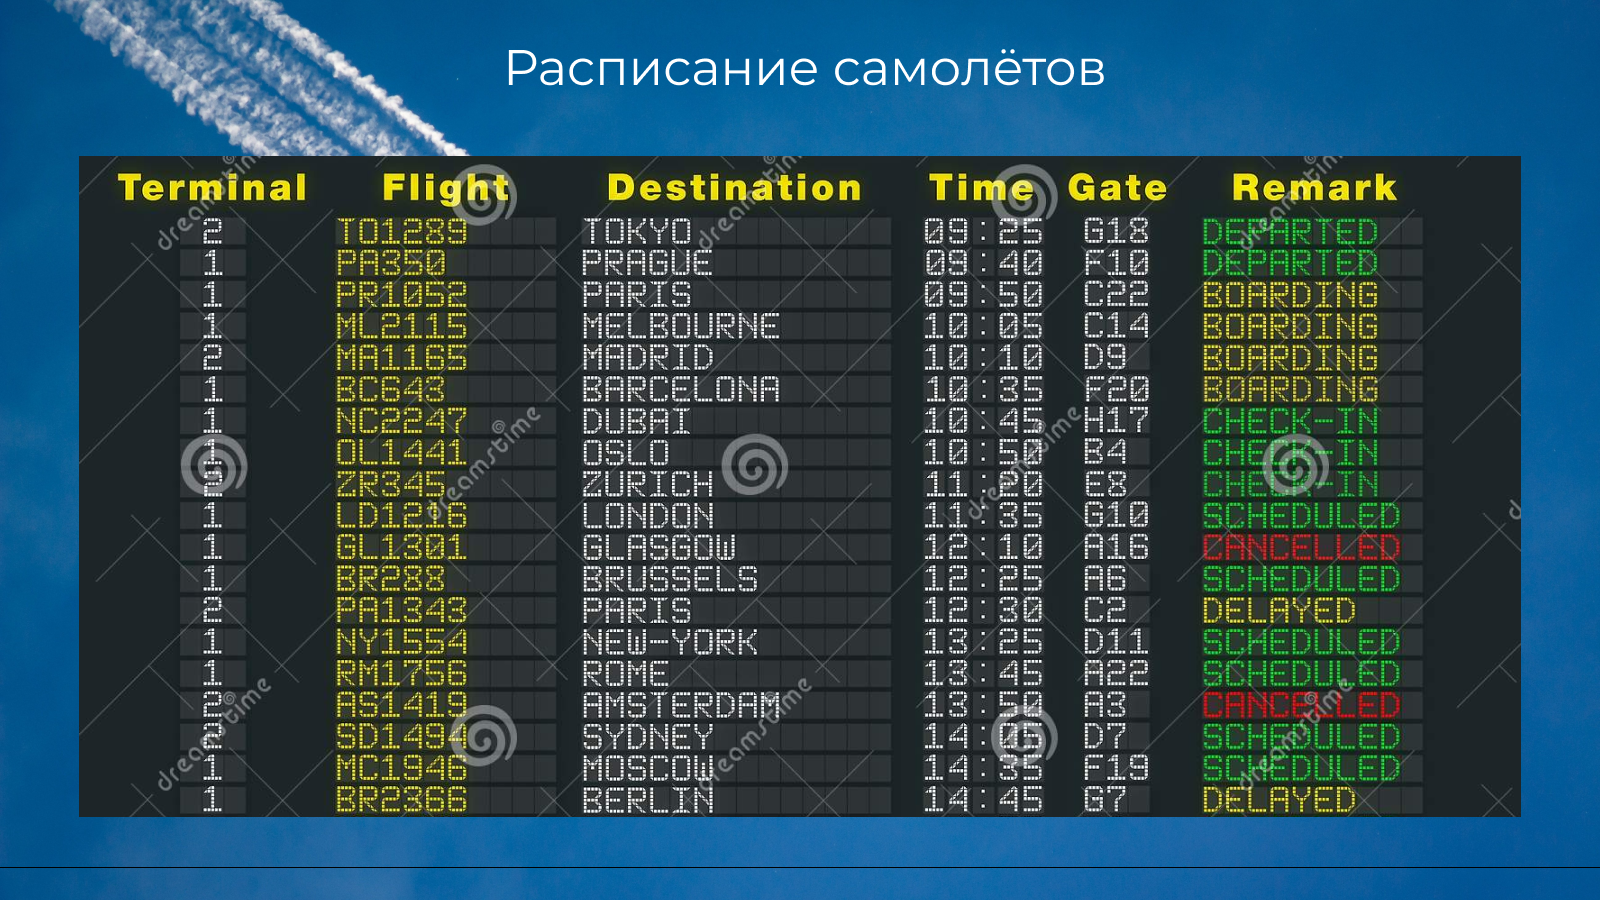 Расписание самолётов
Terminal Flight Destination Time Gate Remark
2 TO1289 TOKYO 09:25 G18 DEPARTED
1 PA350 PRAGUE 09:40 F10 DEPARTED
1 PR1052 PARIS 09:50 C22 BOARDING
1 ML2115 MELBOURNE 10:05 C14 BOARDING
2 MA1165 MADRID 10:10 D9 BOARDING
1 BC643 BARCELONA 10:35 F20 BOARDING
1 NC2247 DUBAI 10:45 H17 CHECK-IN
1 OL1441 OSLO 10:50 B4 CHECK-IN
2 ZR345 ZURICH 11:20 E8 CHECK-IN
1 LD1216 LONDON 11:35 G10 SCHEDULED
1 GL1301 GLASGOW 12:10 A16 CANCELLED
1 BR288 BRUSSELS 12:25 A6 SCHEDULED
2 PA1343 PARIS 12:30 C2 DELAYED
1 NY1554 NEW-YORK 13:25 D11 SCHEDULED
1 RM1756 ROME 13:45 A22 SCHEDULED
2 AS1419 AMSTERDAM A3 CANCELLED
2 SD1494 SYDNEY D7 SCHEDULED
1 MC1946 MOSCOW 14:35 F19 SCHEDULED
1 BR2366 BERLIN 14:45 G7 DELAYED
dreamstime
dreamstime
dreamstime
dreamstime
dreamstime
dreamstime
dreamstime
dreamstime